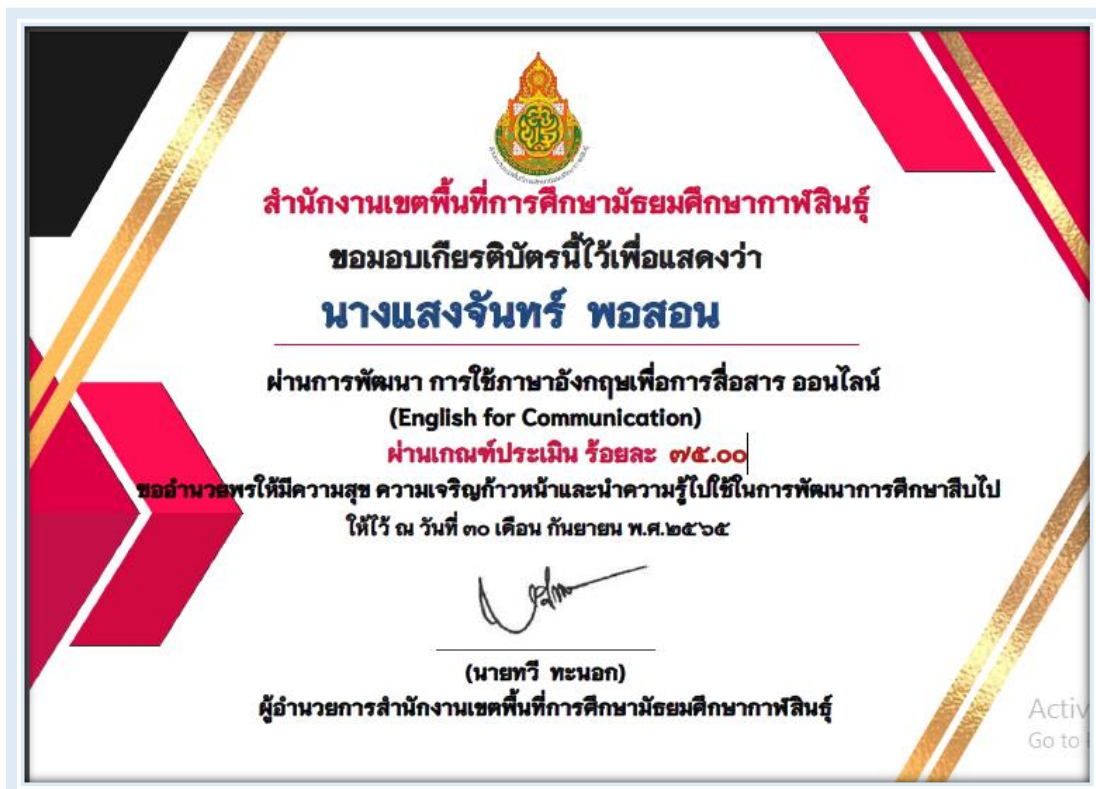 สำนักงานเขตพื้นที่การศึกษามัธยมศึกษากาฬสินธุ์
ขอมอบเกียรติบัตรนี้ไว้เพื่อแสดงว่า
นางแสงจันทร์ พอสอน
ผ่านการพัฒนา การใช้ภาษาอังกฤษเพื่อการสื่อสาร ออนไลน์
(English for Communication)
ผ่านเกณฑ์ประเมิน ร้อยละ ๗๕.๐๐
ขออำนวยพรให้มีความสุข ความเจริญก้าวหน้าและนำความรู้ไปใช้ในการพัฒนาการศึกษาสืบไป
ให้ไว้ ณ วันที่ ๓๐ เดือน กันยายน พ.ศ.๒๕๖๕
(นายทวี ทะนอก)
ผู้อำนวยการสำนักงานเขตพื้นที่การศึกษามัธยมศึกษากาฬสินธุ์
Activ
Go to